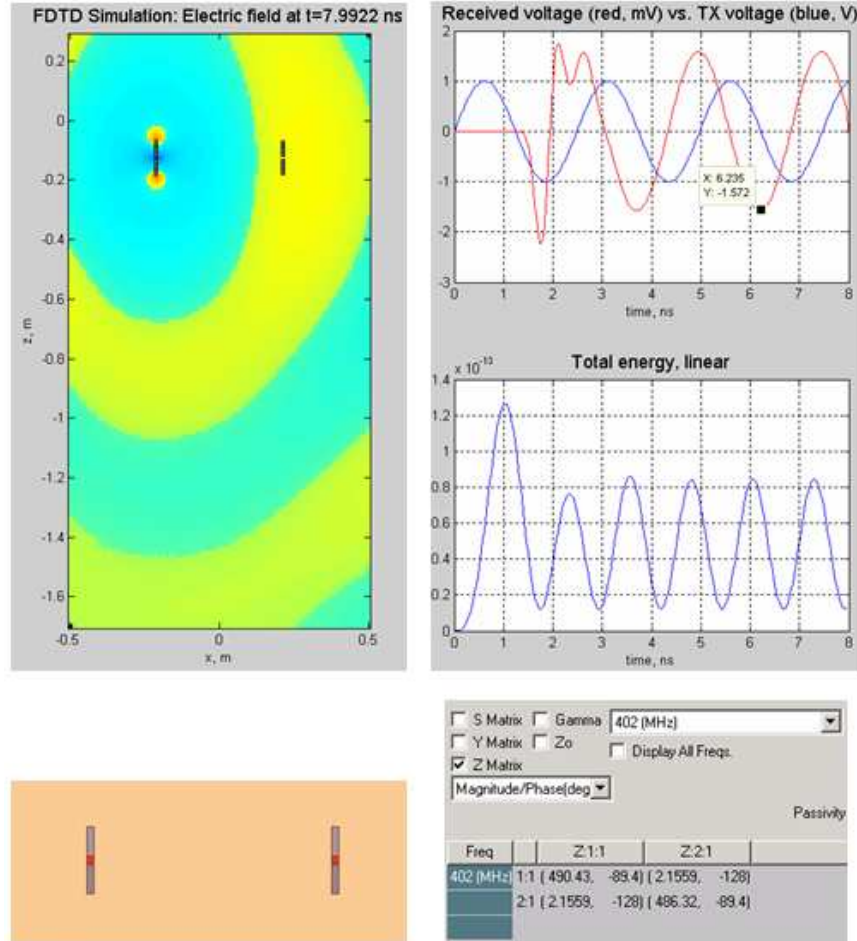 FDTD Simulation: Electric field at t=7.9922 ns
0.2
0
-0.2
-0.4
-0.6
-0.8
-1
-1.2
-1.4
-1.6
z, m
-0.5 0 0.5
x, m
Received voltage (red, mV) vs. TX voltage (blue, V)
2
1
0
-1
-2
-3
X: 6.235
Y: -1.572
0 1 2 3 4 5 6 7 8
time, ns
Total energy, linear
x 10⁻¹³
1.4
1.2
1
0.8
0.6
0.4
0.2
0
0 1 2 3 4 5 6 7 8
time, ns
S Matrix Gamma 402 (MHz)
Y Matrix Zo Display All Freqs.
Z Matrix
Magnitude/Phase(deg
Passivity
Freq Z:1:1 Z:2:1
402 (MHz) 1:1 ( 490.43, -89.4) ( 2.1559, -128)
2:1 ( 2.1559, -128) ( 486.32, -89.4)